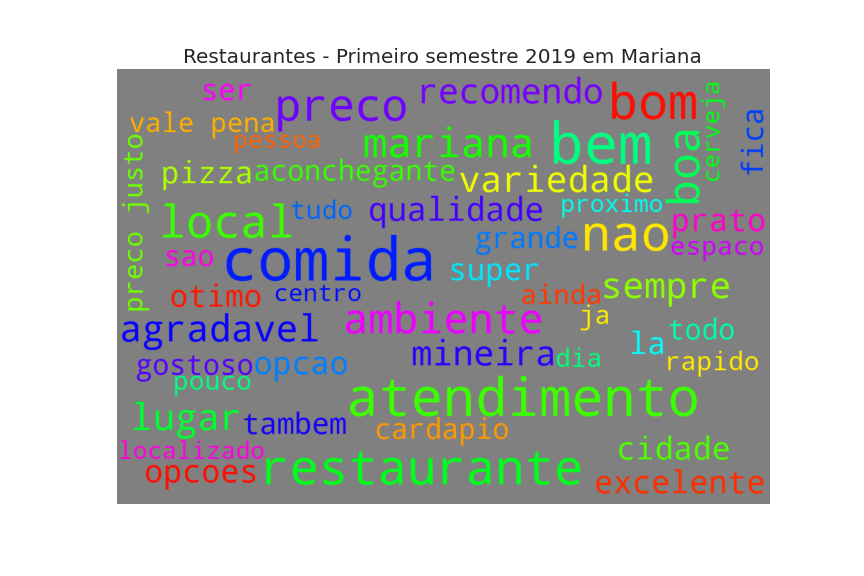 Restaurantes - Primeiro semestre 2019 em Mariana
ser
preco
recomendo
bom
cerveja
fica
vale pena
pessoa
mariana
bem
boa
preco justo
pizza
aconchegante
variedade
local
tudo
qualidade
proximo
prato
sao
comida
grande
nao
espaco
super
otimo
centro
ainda
sempre
agradavel
ambiente
ja
todo
gostoso
opcao
mineira
dia
la
rapido
pouco
atendimento
lugar
tambem
cardapio
localizado
cidade
opcoes
restaurante
excelente